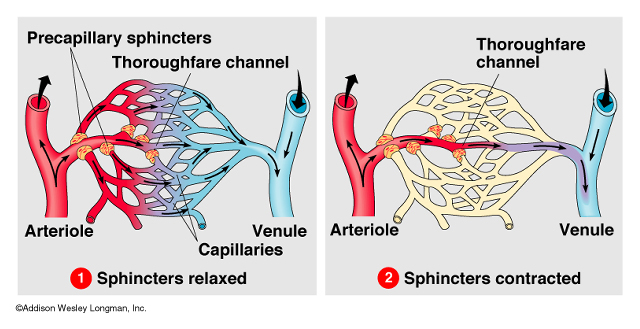 Precapillary sphincters
Thoroughfare channel
Arteriole
Venule
Capillaries
1 Sphincters relaxed
Thoroughfare
channel
Arteriole
Venule
2 Sphincters contracted
©Addison Wesley Longman, Inc.